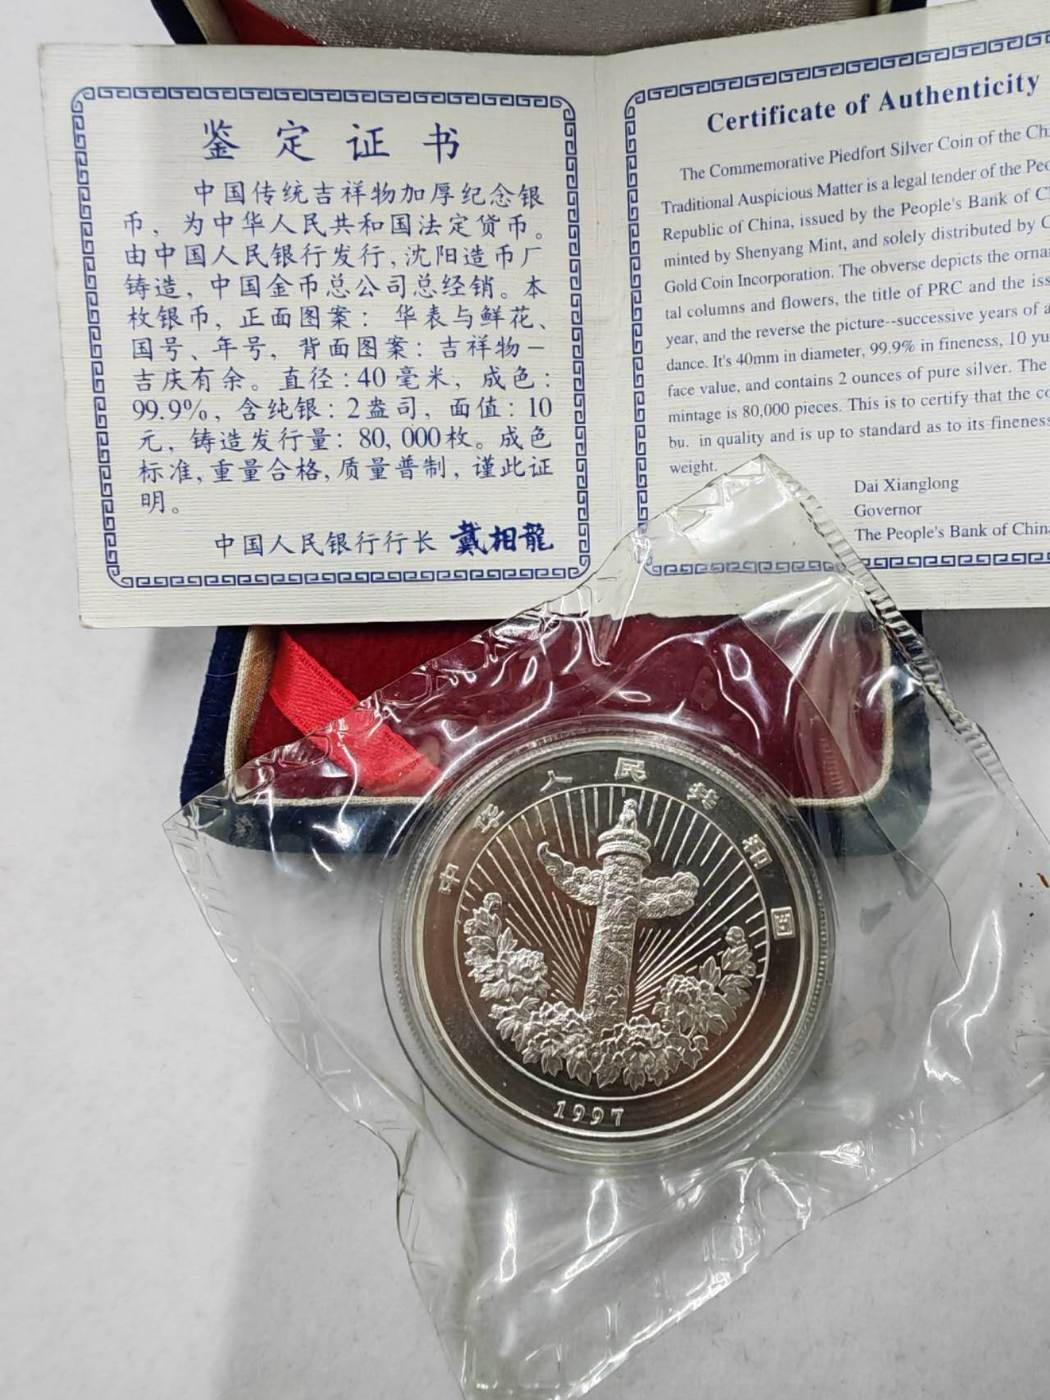 鉴定证书
中国传统吉祥物加厚纪念银
币，为中华人民共和国法定货币。
由中国人民银行发行，沈阳造币厂
铸造，中国金币总公司总经销。本
枚银币，正面图案：华表与鲜花、
国号、年号，背面图案：吉祥物－
吉庆有余。直径：40毫米，成色：
99.9%，含纯银：2盎司，面值：10
元，铸造发行量：80,000枚。成色
标准，重量合格，质量普制，谨此证
明。
中国人民银行行长 戴相龍
Certificate of Authenticity
The Commemorative Piedfort Silver Coin of the Ch
Traditional Auspicious Matter is a legal tender of the Peo
Republic of China, issued by the People's Bank of C
minted by Shenyang Mint, and solely distributed by C
Gold Coin Incorporation. The obverse depicts the orna
tal columns and flowers, the title of PRC and the iss
year, and the reverse the picture--successive years of a
dance. It's 40mm in diameter, 99.9% in fineness, 10 yu
face value, and contains 2 ounces of pure silver. The
mintage is 80,000 pieces. This is to certify that the co
bu. in quality and is up to standard as to its fineness
weight.
Dai Xianglong
Governor
The People's Bank of China
中华人民共和国
1997